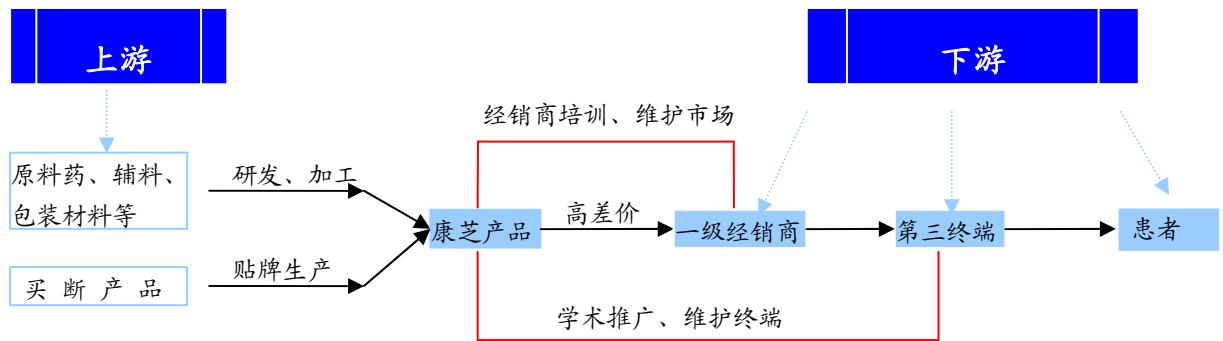 上游
下游
经销商培训、维护市场
原料药、辅料、
包装材料等
研发、加工
康芝产品
高差价
一级经销商
第三终端
患者
买断产品
贴牌生产
学术推广、维护终端